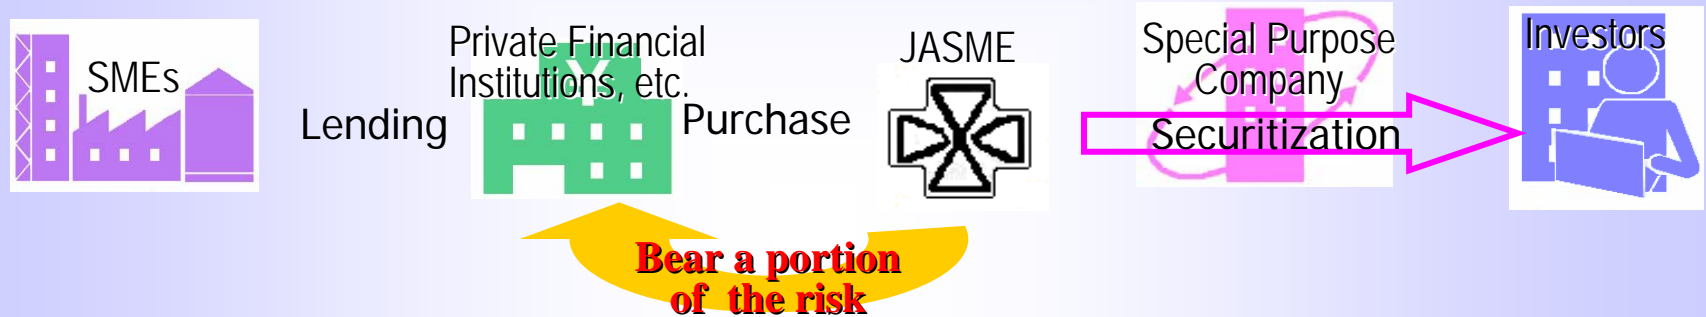 SMEs
Lending
Private Financial
Institutions, etc.
¥
Purchase
JASME
Special Purpose
Company
Securitization
Investors
Bear a portion
of the risk